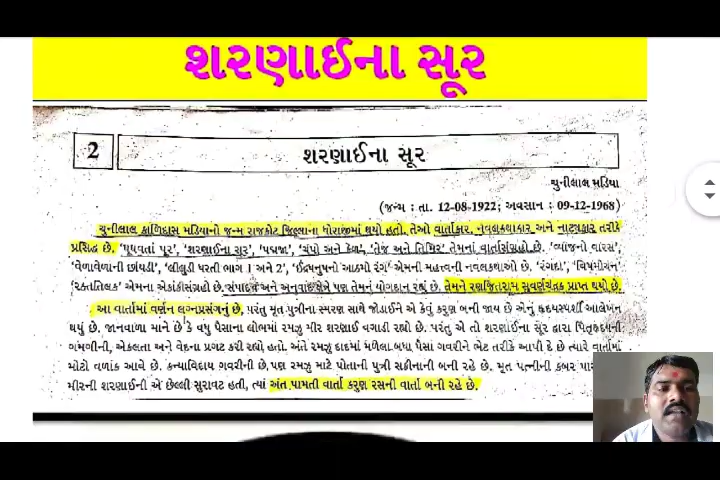 શરણાઈના સૂર
2
શરણાઈના સૂર
ચુનીલાલ મડિયા
(જન્મ : તા. 12-08-1922; અવસાન : 09-12-1968)
ચુનીલાલ કાળિદાસ મડિયાનો જન્મ રાજકોટ જિલ્લાના ધોરાજીમાં થયો હતો. તેઓ વાર્તાકાર, નવલકથાકાર અને નાટ્યકાર તરીકે
પ્રસિદ્ધ છે. 'ઘૂઘવતાં પૂર', 'શરણાઈના સૂર', 'પદ્મજા', 'ચંપો અને કેળ', 'તેજ અને તિમિર' તેમના વાર્તાસંગ્રહો છે. 'વ્યાજનો વારસ',
'વેળાવેળાની છાંયડી', 'લીલુડી ધરતી ભાગ 1 અને 2', 'ઈંદ્રધનુષનો આઠમો રંગ' એમની મહત્ત્વની નવલકથાઓ છે. 'રંગદા', 'વિષમોચન',
'રક્તતિલક' એમના એકાંકીસંગ્રહો છે. સંપાદન અને અનુવાદક્ષેત્રે પણ તેમનું યોગદાન રહ્યું છે. તેમને રણજિતરામ સુવર્ણચંદ્રક પ્રાપ્ત થયો છે.
આ વાર્તામાં વર્ણન લગ્નપ્રસંગનું છે, પરંતુ મૃત પુત્રીના સ્મરણ સાથે જોડાઈને એ કેવું કરુણ બની જાય છે એનું હૃદયસ્પર્શી આલેખન
થયું છે. જાનવાળા માને છે કે વધુ પૈસાના લોભમાં રમઝુ મીર શરણાઈ વગાડી રહ્યો છે. પરંતુ એ તો શરણાઈના સૂર દ્વારા પિતૃહૃદયની
ગમગીની, એકલતા અને વેદના પ્રગટ કરી રહ્યો હતો. અંતે રમઝુ દાદમાં મળેલા બધા પૈસા ગવરીને ભેટ તરીકે આપી દે છે ત્યારે વાર્તામાં
મોટો વળાંક આવે છે. કન્યાવિદાય ગવરીની છે, પણ રમઝુ માટે પોતાની પુત્રી સકીનાની બની રહે છે. મૃત પત્નીની કબર
મીરની શરણાઈની એ છેલ્લી સુરાવટ હતી, ત્યાં અંત પામતી વાર્તા કરુણ રસની વાર્તા બની રહે છે.